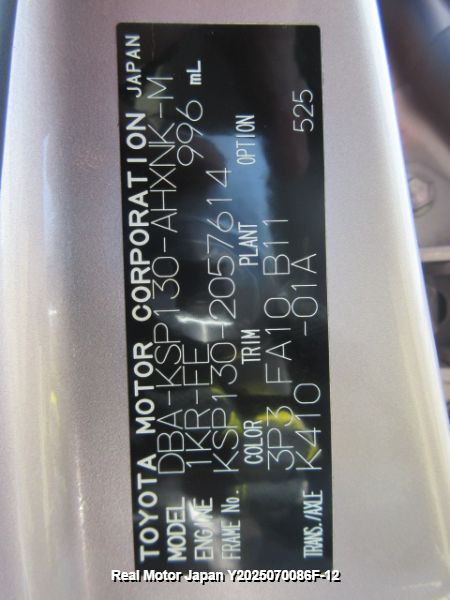 TOYOTA MOTOR CORPORATION JAPAN
MODEL DBA-KSP130-AHXNK-M
ENGINE 1KR-FE 996 mL
FRAME No. KSP130-2057614
COLOR TRIM PLANT OPTION
3P3 FA10 B11 525
TRANS./AXLE K410 -01A
Real Motor Japan Y2025070086F-12